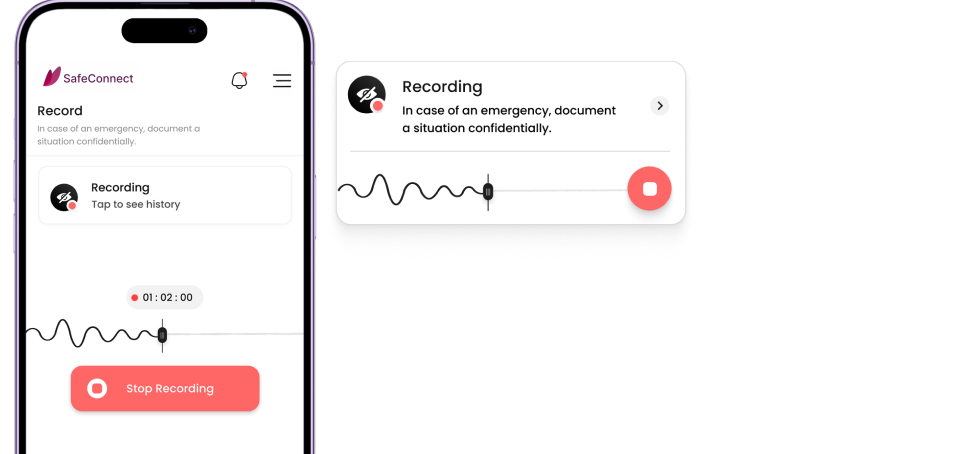 SafeConnect
Record
In case of an emergency, document a
situation confidentially.
Recording
Tap to see history
01 : 02 : 00
Stop Recording
Recording
In case of an emergency, document
a situation confidentially.